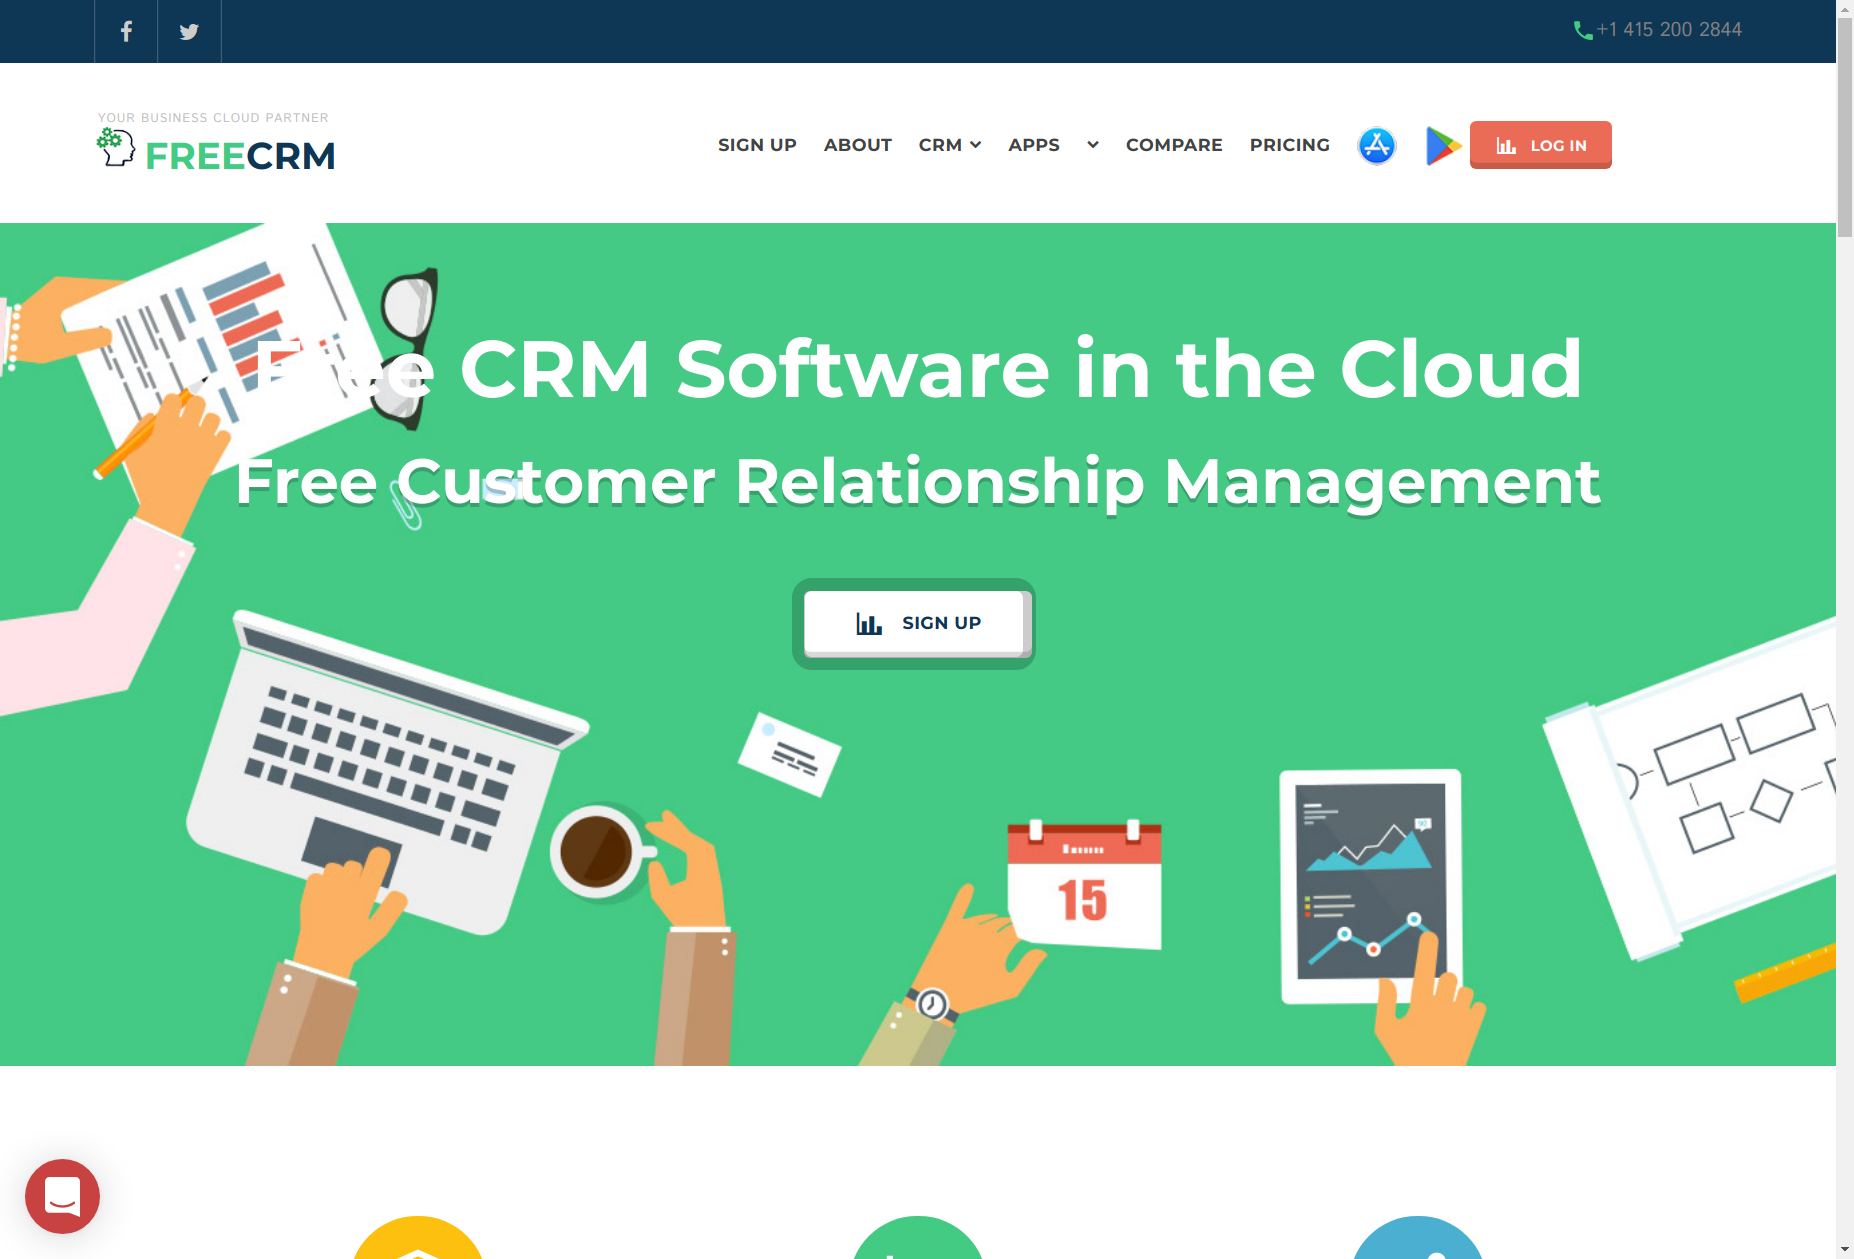 +1 415 200 2844
YOUR BUSINESS CLOUD PARTNER
FREECRM
SIGN UP ABOUT CRM APPS COMPARE PRICING LOG IN
Free CRM Software in the Cloud
Free Customer Relationship Management
SIGN UP
15
90